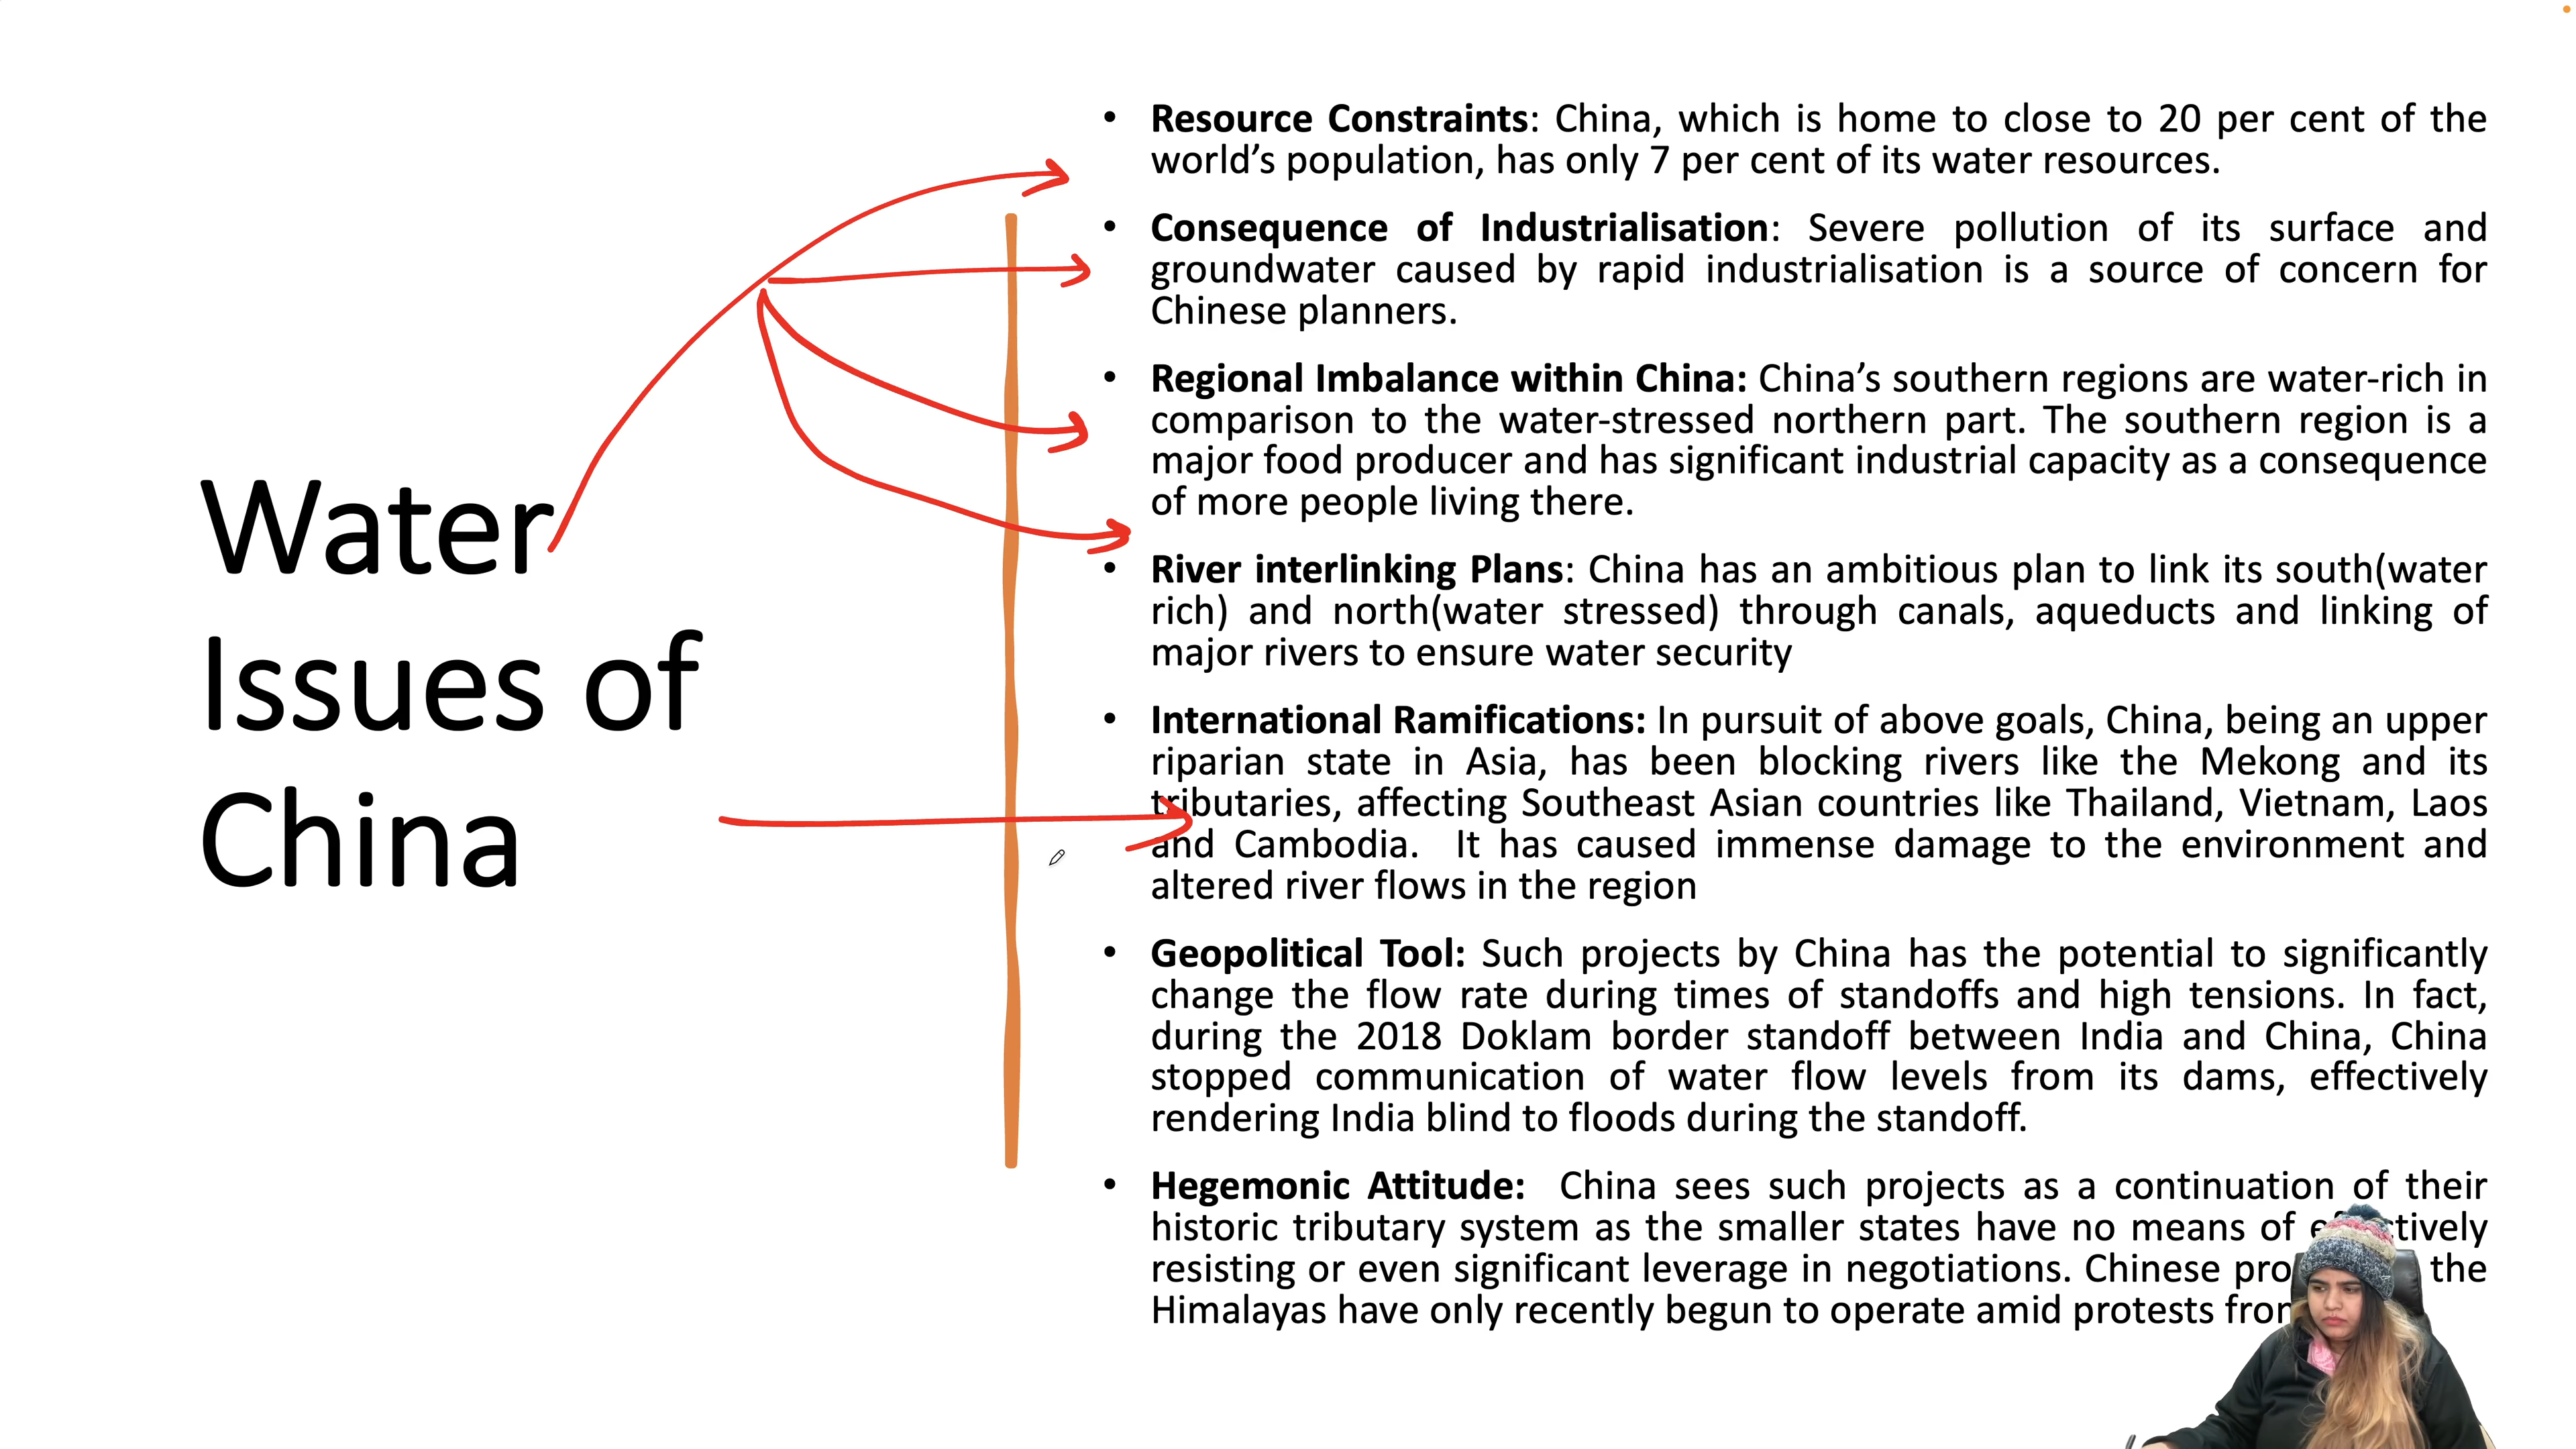 Water
Issues of
China
• Resource Constraints: China, which is home to close to 20 per cent of the
world's population, has only 7 per cent of its water resources.
• Consequence of Industrialisation: Severe pollution of its surface and
groundwater caused by rapid industrialisation is a source of concern for
Chinese planners.
• Regional Imbalance within China: China's southern regions are water-rich in
comparison to the water-stressed northern part. The southern region is a
major food producer and has significant industrial capacity as a consequence
of more people living there.
• River interlinking Plans: China has an ambitious plan to link its south(water
rich) and north(water stressed) through canals, aqueducts and linking of
major rivers to ensure water security
• International Ramifications: In pursuit of above goals, China, being an upper
riparian state in Asia, has been blocking rivers like the Mekong and its
tributaries, affecting Southeast Asian countries like Thailand, Vietnam, Laos
and Cambodia. It has caused immense damage to the environment and
altered river flows in the region
• Geopolitical Tool: Such projects by China has the potential to significantly
change the flow rate during times of standoffs and high tensions. In fact,
during the 2018 Doklam border standoff between India and China, China
stopped communication of water flow levels from its dams, effectively
rendering India blind to floods during the standoff.
• Hegemonic Attitude: China sees such projects as a continuation of their
historic tributary system as the smaller states have no means of
resisting or even significant leverage in negotiations. Chinese the
Himalayas have only recently begun to operate amid protests